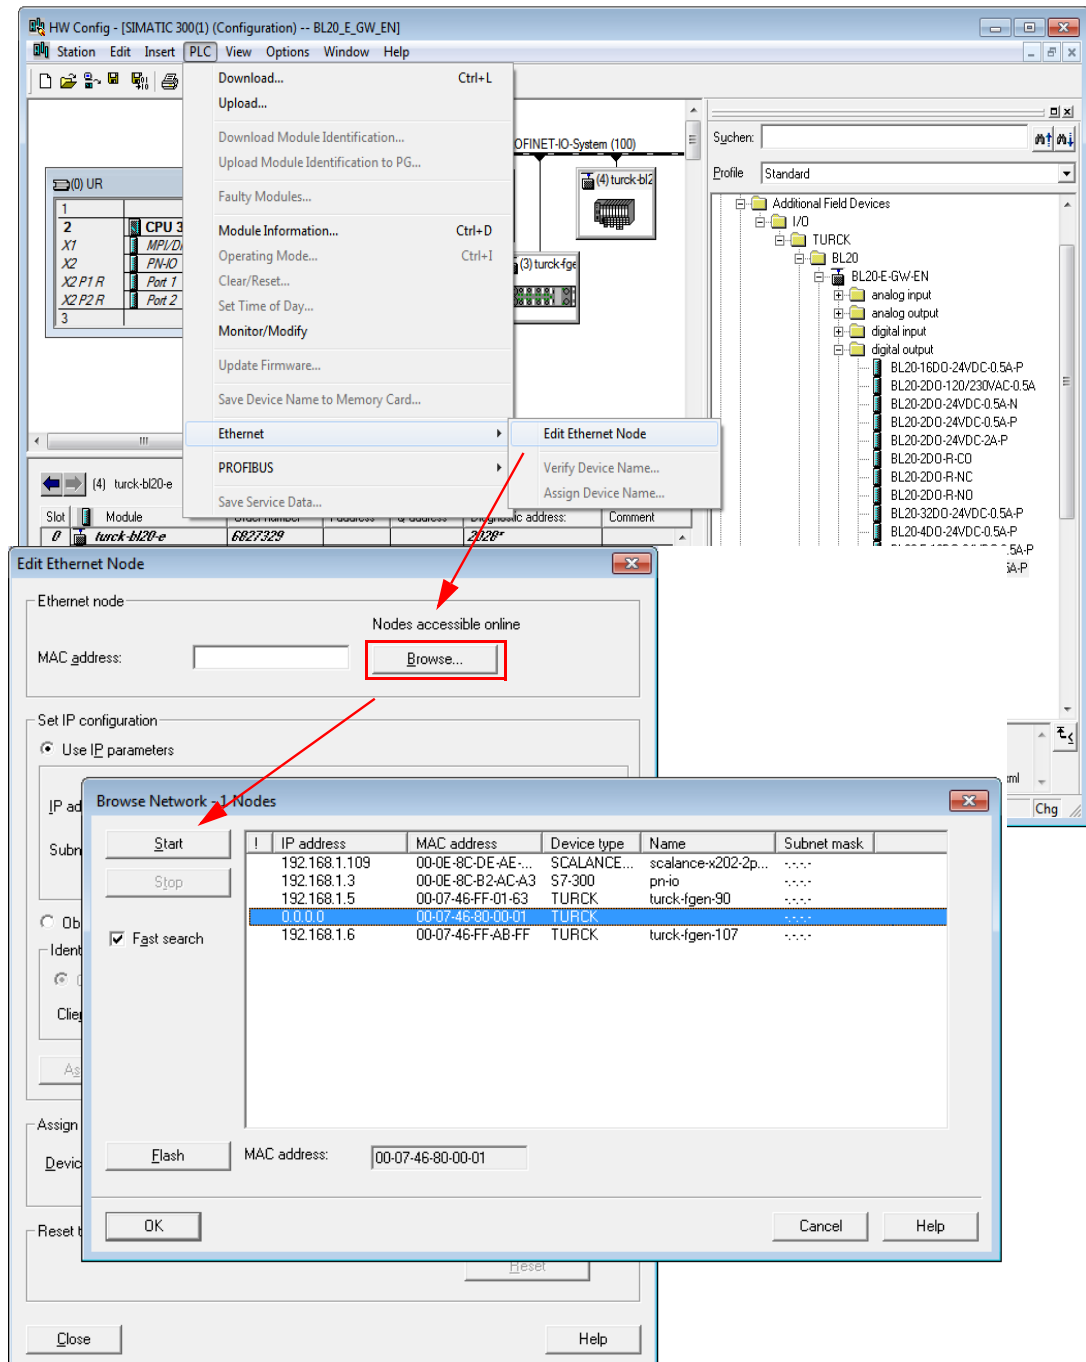 HW Config - [SIMATIC 300(1) (Configuration) -- BL20_E_GW_EN]
Station Edit Insert PLC View Options Window Help
Download... Ctrl+L
Upload...
Download Module Identification...
Upload Module Identification to PG...
Faulty Modules...
Module Information... Ctrl+D
Operating Mode... Ctrl+I
Clear/Reset...
Set Time of Day...
Monitor/Modify
Update Firmware...
Save Device Name to Memory Card...
Ethernet
PROFIBUS
Save Service Data...
Edit Ethernet Node
Verify Device Name...
Assign Device Name...
(0) UR
1
2 CPU 3
X1 MPI/D
X2 PN-IO
X2 P1 R Port 1
X2 P2 R Port 2
3
OFINET-IO-System (100)
(4) turck-bl2
(3) turck-fge
Suchen:
Profile Standard
Additional Field Devices
I/O
TURCK
BL20
BL20-E-GW-EN
analog input
analog output
digital input
digital output
BL20-16DO-24VDC-0.5A-P
BL20-2DO-120/230VAC-0.5A
BL20-2DO-24VDC-0.5A-N
BL20-2DO-24VDC-0.5A-P
BL20-2DO-24VDC-2A-P
BL20-2DO-R-CO
BL20-2DO-R-NC
BL20-2DO-R-NO
BL20-32DO-24VDC-0.5A-P
BL20-4DO-24VDC-0.5A-P
.5A-P
5A-P
(4) turck-bl20-e
Slot Module Order number I address Q address Diagnostic address: Comment
0 turck-bl20-e 6827329 2028*
Chg
Edit Ethernet Node
Ethernet node
Nodes accessible online
MAC address: Browse...
Set IP configuration
Use IP parameters
IP ad
Subn
Ob
Ident
Clie
As
Assign
Devic
Reset t
Reset
Close Help
Browse Network - 1 Nodes
Start
Stop
Fast search
! IP address MAC address Device type Name Subnet mask
192.168.1.109 00-0E-8C-DE-AE-... SCALANCE... scalance-x202-2p... -.-.-.-
192.168.1.3 00-0E-8C-B2-AC-A3 S7-300 pn-io -.-.-.-
192.168.1.5 00-07-46-FF-01-63 TURCK turck-fgen-90 -.-.-.-
0.0.0.0 00-07-46-80-00-01 TURCK -.-.-.-
192.168.1.6 00-07-46-FF-AB-FF TURCK turck-fgen-107 -.-.-.-
Flash MAC address: 00-07-46-80-00-01
OK Cancel Help